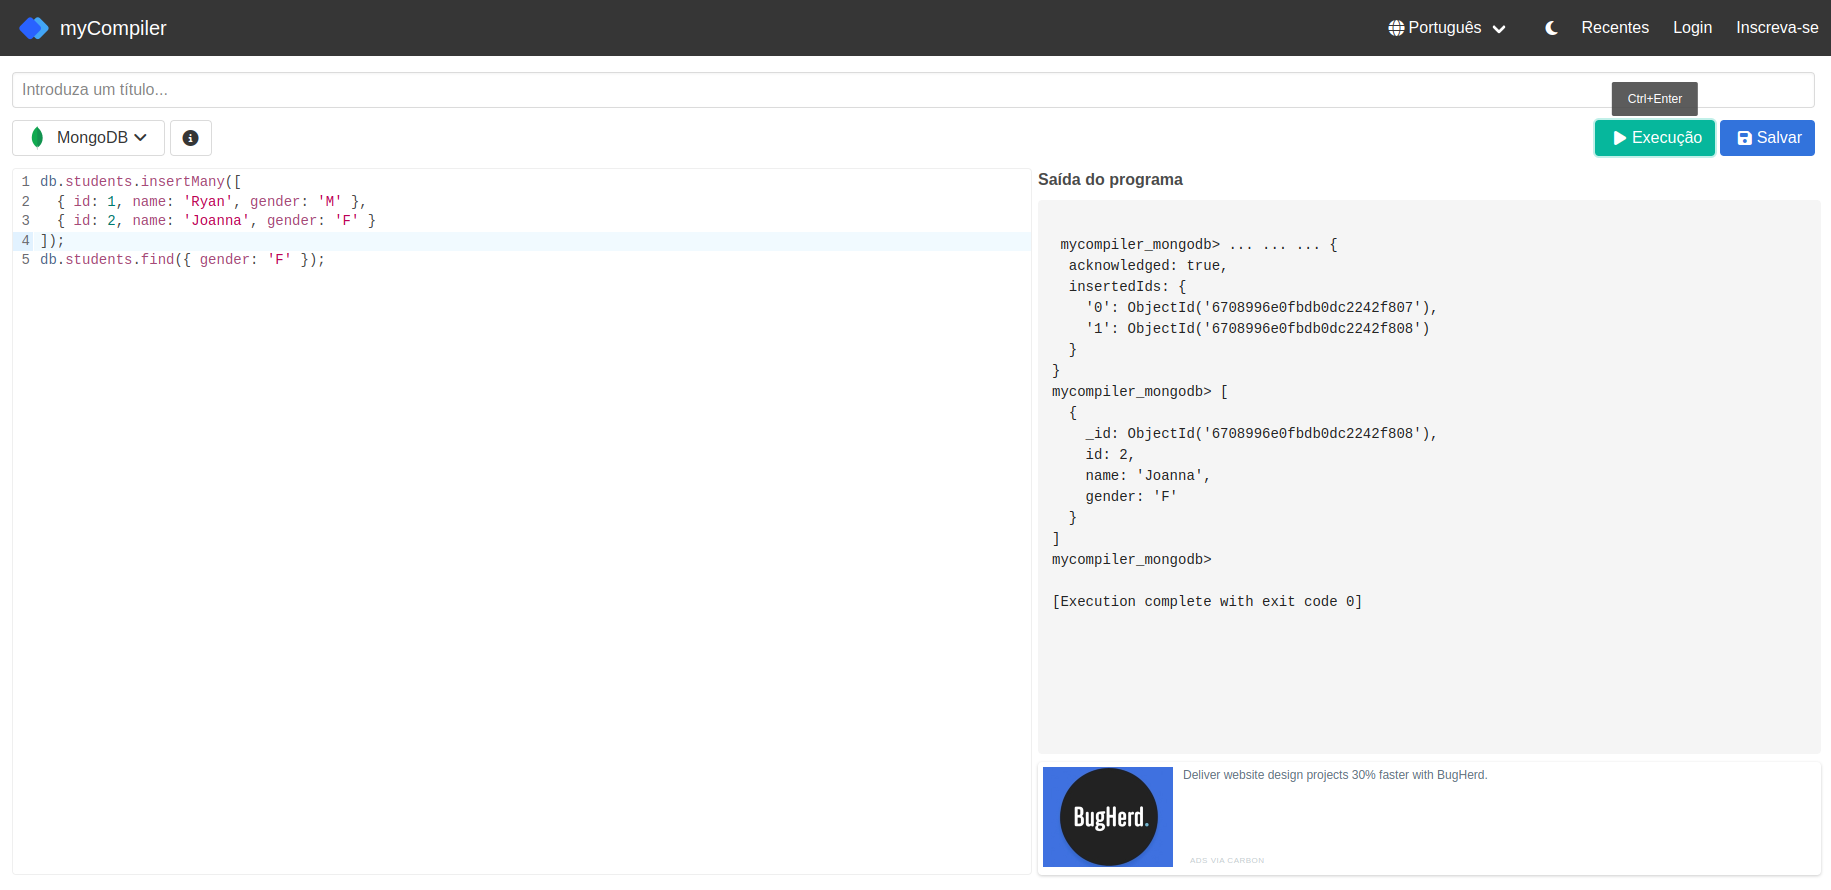 myCompiler
Português
Recentes
Login
Inscreva-se
Introduza um título...
Ctrl+Enter
MongoDB
Execução
Salvar
1 db.students.insertMany([
2   { id: 1, name: 'Ryan', gender: 'M' },
3   { id: 2, name: 'Joanna', gender: 'F' }
4 ]);
5 db.students.find({ gender: 'F' });
Saída do programa
mycompiler_mongodb> ... ... ... {
  acknowledged: true,
  insertedIds: {
    '0': ObjectId('6708996e0fbdb0dc2242f807'),
    '1': ObjectId('6708996e0fbdb0dc2242f808')
  }
}
mycompiler_mongodb> [
  {
    _id: ObjectId('6708996e0fbdb0dc2242f808'),
    id: 2,
    name: 'Joanna',
    gender: 'F'
  }
]
mycompiler_mongodb>
[Execution complete with exit code 0]
BugHerd.
Deliver website design projects 30% faster with BugHerd.
ADS VIA CARBON